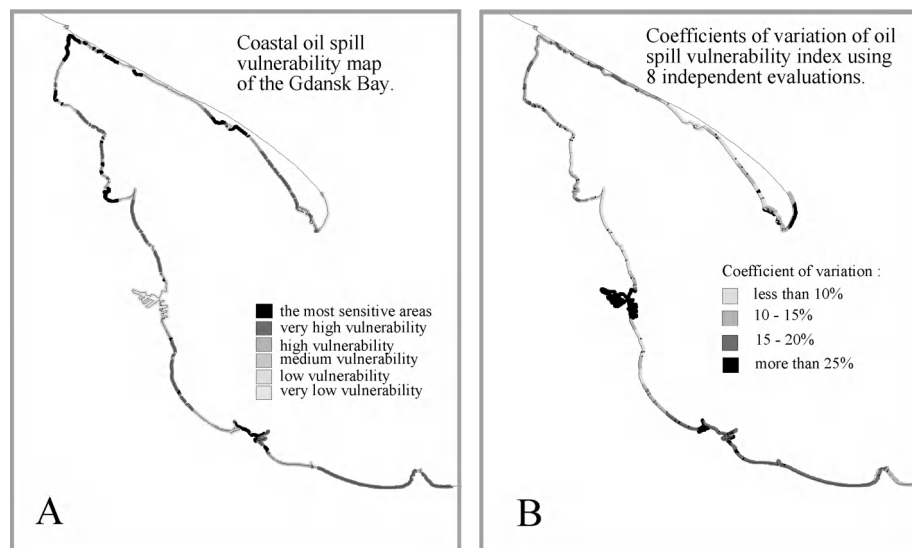 Coastal oil spill
vulnerability map
of the Gdansk Bay.
the most sensitive areas
very high vulnerability
high vulnerability
medium vulnerability
low vulnerability
very low vulnerability
A
Coefficients of variation of oil
spill vulnerability index using
8 independent evaluations.
Coefficient of variation :
less than 10%
10 - 15%
15 - 20%
more than 25%
B